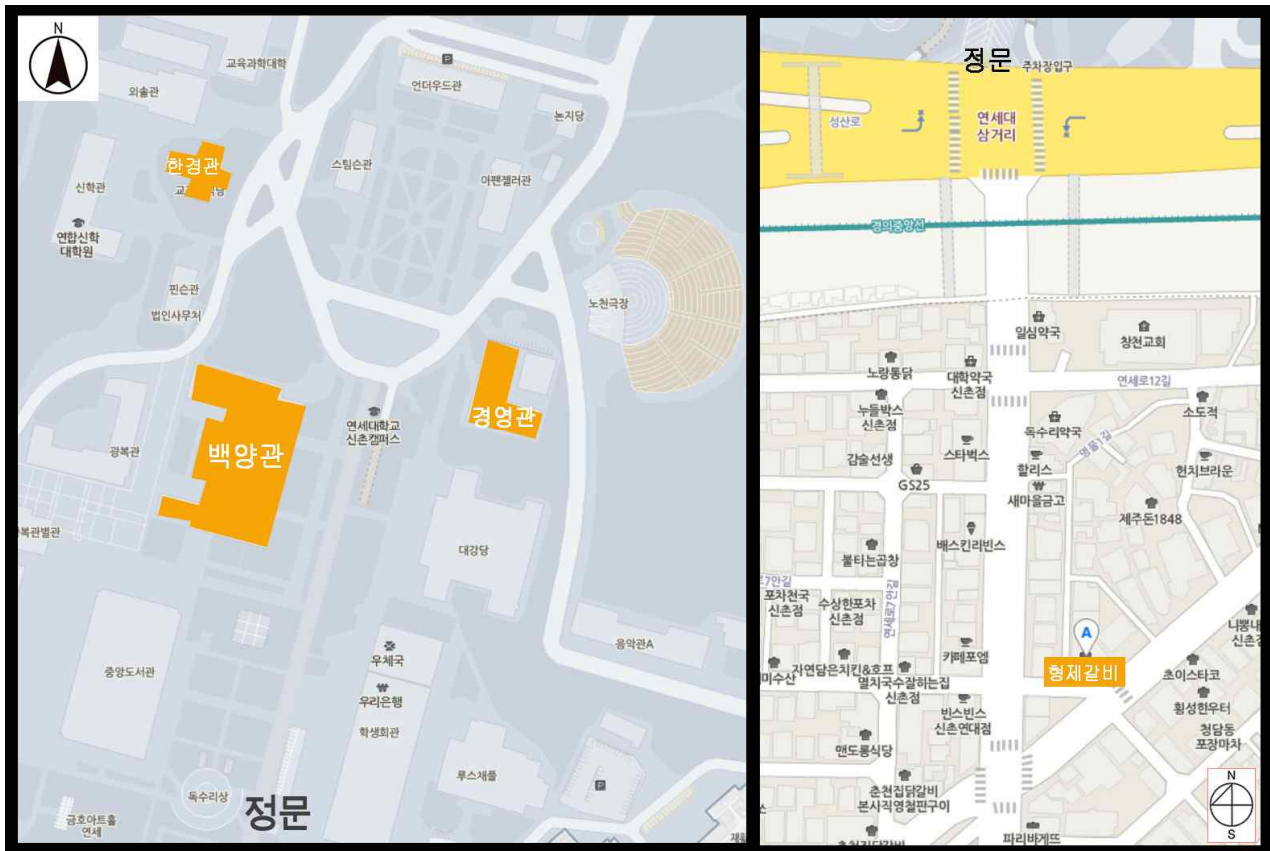 N
교육과학대학
외솔관
언더우드관
P
논지당
한경관
스팀슨관
아펜젤러관
신학관
연합신학
대학원
핀슨관
법인사무처
노천극장
백양관
경영관
연세대학교
신촌캠퍼스
광복관
대강당
중앙도서관
우체국
우리은행
학생회관
음악관A
루스채플
P
독수리상
정문
금호아트홀
연세
정문
주차장입구
성산로
연세대
삼거리
경의중앙선
일심약국
창천교회
노랑통닭
대학약국
신촌점
연세로12길
누들박스
신촌점
소도적
독수리약국
명물1길
감술선생
스타벅스
할리스
헌치브라운
GS25
새마을금고
제주돈1848
배스킨라빈스
불타는곱창
포차천국
신촌점
수상한포차
신촌점
연세로7안길
A
카페포엠
형제갈비
자연담은치킨&호프
멸치국수잘하는집
신촌점
초이스타코
횡성한우터
빈스빈스
신촌연대점
청담동
포장마차
맨도롱식당
춘천집닭갈비
본사직영철판구이
파리바게뜨
N
S